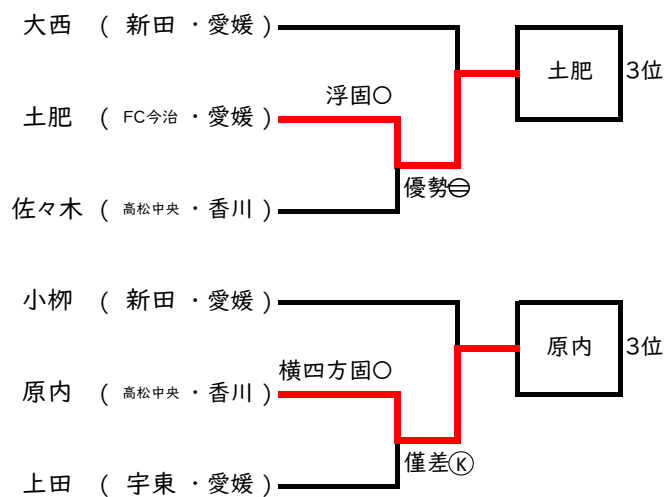 大西 ( 新田 ・愛媛 )
土肥 3位
浮固○
土肥 ( FC今治 ・愛媛 )
優勢㊀
佐々木 ( 高松中央 ・香川 )
小栁 ( 新田 ・愛媛 )
原内 3位
横四方固○
原内 ( 高松中央 ・香川 )
僅差Ⓚ
上田 ( 宇東 ・愛媛 )